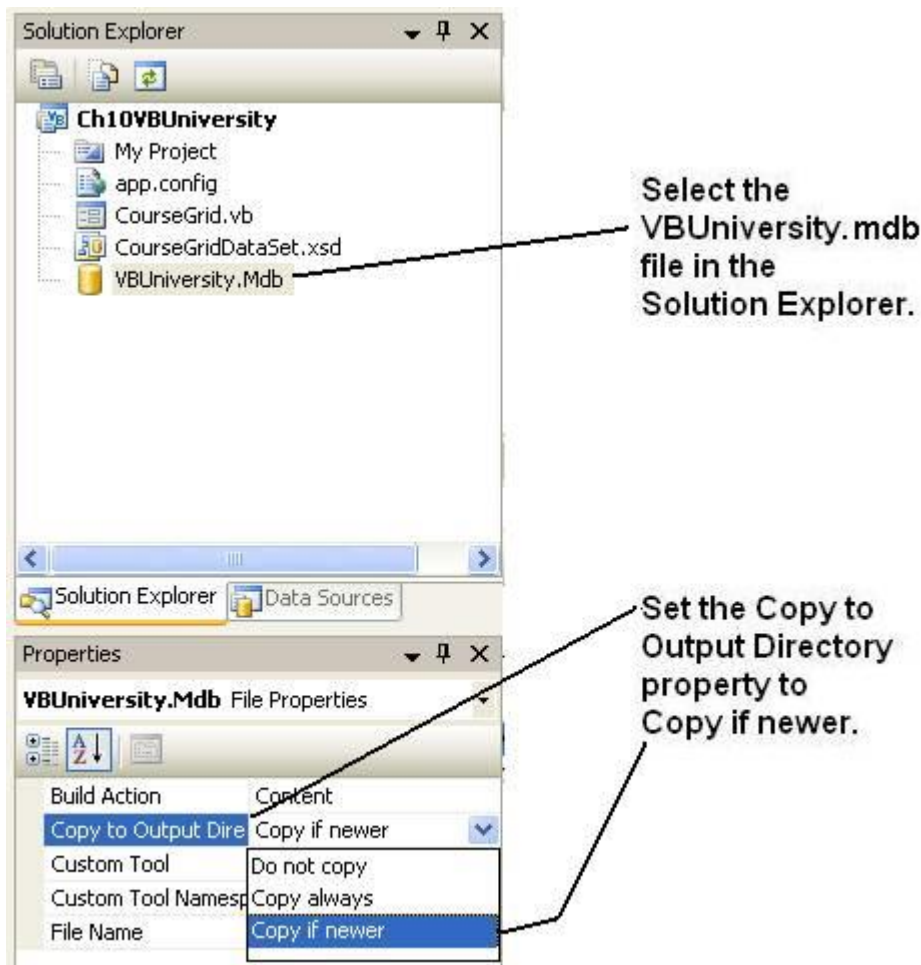 Solution Explorer
Ch10VBUniversity
My Project
app.config
CourseGrid.vb
CourseGridDataSet.xsd
VBUniversity.Mdb
Select the
VBUniversity.mdb
file in the
Solution Explorer.
Solution Explorer
Data Sources
Properties
VBUniversity.Mdb File Properties
Set the Copy to
Output Directory
property to
Copy if newer.
Build Action Content
Copy to Output Dire Copy if newer
Custom Tool
Custom Tool Namesp
File Name
Do not copy
Copy always
Copy if newer